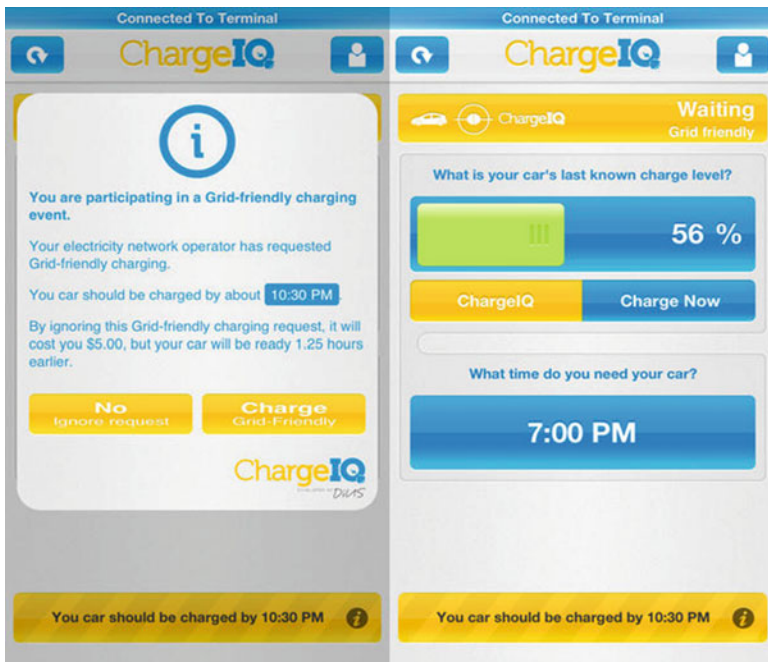 Connected To Terminal
ChargeIQ
You are participating in a Grid-friendly charging
event.
Your electricity network operator has requested
Grid-friendly charging.
You car should be charged by about 10:30 PM.
By ignoring this Grid-friendly charging request, it will
cost you $5.00, but your car will be ready 1.25 hours
earlier.
No
Ignore request
Charge
Grid-Friendly
ChargeIQ
DiUS
You car should be charged by 10:30 PM
Connected To Terminal
ChargeIQ
ChargeIQ
Waiting
Grid friendly
What is your car's last known charge level?
56 %
ChargeIQ
Charge Now
What time do you need your car?
7:00 PM
You car should be charged by 10:30 PM